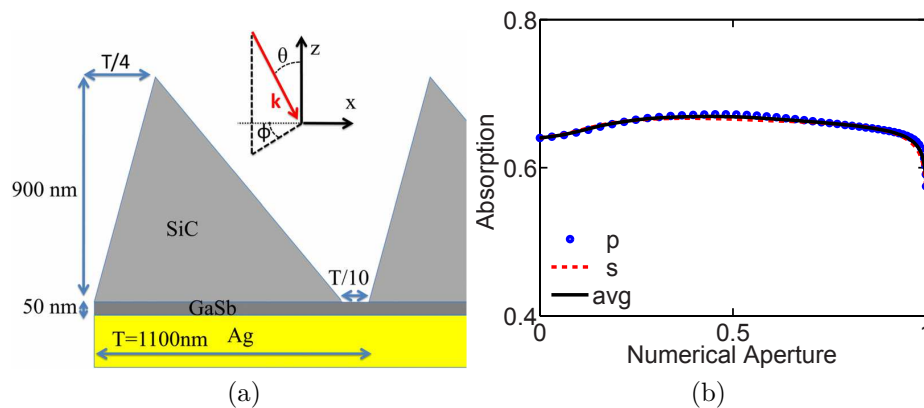 T/4
z
θ
k
x
ϕ
900 nm
SiC
T/10
50 nm
GaSb
T=1100nm Ag
(a)
0.8
0.6
0.4
Absorption
p
s
avg
0 0.5 1
Numerical Aperture
(b)